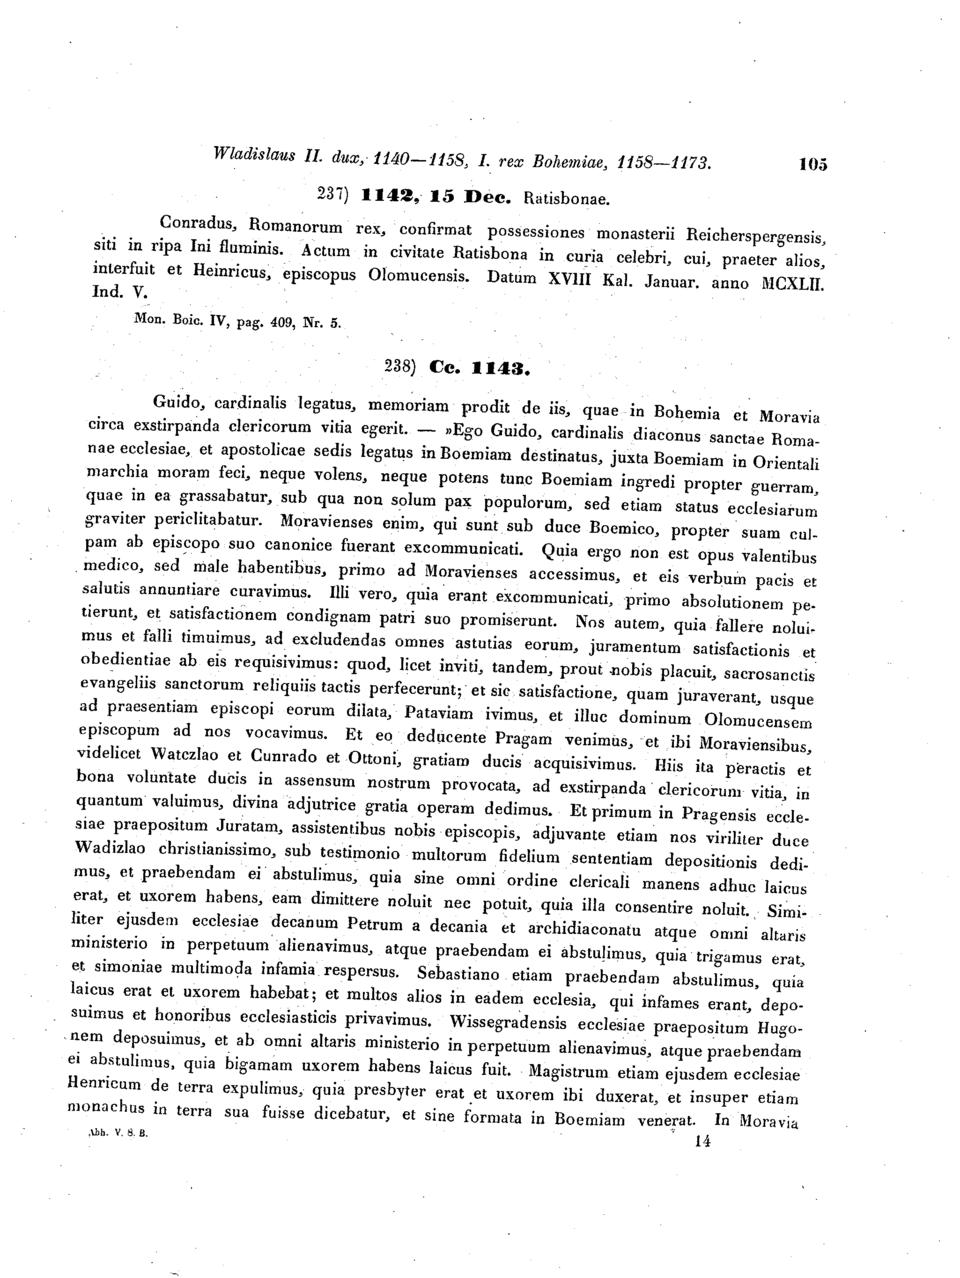 Wladislaus II. dux, 1140—1158, I. rex Bohemiae, 1158—1173. 105
237) 1142, 15 Dec. Ratisbonae.
Conradus, Romanorum rex, confirmat possessiones monasterii Reicherspergensis,
siti in ripa Ini fluminis. Actum in civitate Ratisbona in curia celebri, cui, praeter alios,
interfuit et Heinricus, episcopus Olomucensis. Datum XVIII Kal. Januar. anno MCXLII.
Ind. V.
Mon. Boic. IV, pag. 409, Nr. 5.
238) Cc. 1143.
Guido, cardinalis legatus, memoriam prodit de iis, quae in Bohemia et Moravia
circa exstirpanda clericorum vitia egerit. — »Ego Guido, cardinalis diaconus sanctae Roma-
nae ecclesiae, et apostolicae sedis legatus in Boemiam destinatus, juxta Boemiam in Orientali
marchia moram feci, neque volens, neque potens tunc Boemiam ingredi propter guerram,
quae in ea grassabatur, sub qua non solum pax populorum, sed etiam status ecclesiarum
graviter periclitabatur. Moravienses enim, qui sunt sub duce Boemico, propter suam cul-
pam ab episcopo suo canonice fuerant excommunicati. Quia ergo non est opus valentibus
medico, sed male habentibus, primo ad Moravienses accessimus, et eis verbum pacis et
salutis annuntiare curavimus. Illi vero, quia erant excommunicati, primo absolutionem pe-
tierunt, et satisfactionem condignam patri suo promiserunt. Nos autem, quia fallere nolui-
mus et falli timuimus, ad excludendas omnes astutias eorum, juramentum satisfactionis et
obedientiae ab eis requisivimus: quod, licet inviti, tandem, prout nobis placuit, sacrosanctis
evangeliis sanctorum reliquiis tactis perfecerunt; et sic satisfactione, quam juraverant, usque
ad praesentiam episcopi eorum dilata, Pataviam ivimus, et illuc dominum Olomucensem
episcopum ad nos vocavimus. Et eo deducente Pragam venimus, et ibi Moraviensibus,
videlicet Watczlao et Cunrado et Ottoni, gratiam ducis acquisivimus. Hiis ita peractis et
bona voluntate ducis in assensum nostrum provocata, ad exstirpanda clericorum vitia, in
quantum valuimus, divina adjutrice gratia operam dedimus. Et primum in Pragensis eccle-
siae praepositum Juratam, assistentibus nobis episcopis, adjuvante etiam nos viriliter duce
Wadizlao christianissimo, sub testimonio multorum fidelium sententiam depositionis dedi-
mus, et praebendam ei abstulimus, quia sine omni ordine clericali manens adhuc laicus
erat, et uxorem habens, eam dimittere noluit nec potuit, quia illa consentire noluit. Simi-
liter ejusdem ecclesiae decanum Petrum a decania et archidiaconatu atque omni altaris
ministerio in perpetuum alienavimus, atque praebendam ei abstulimus, quia trigamus erat,
et simoniae multimoda infamia respersus. Sebastiano etiam praebendam abstulimus, quia
laicus erat et uxorem habebat; et multos alios in eadem ecclesia, qui infames erant, depo-
suimus et honoribus ecclesiasticis privavimus. Wissegradensis ecclesiae praepositum Hugo-
nem deposuimus, et ab omni altaris ministerio in perpetuum alienavimus, atque praebendam
ei abstulimus, quia bigamam uxorem habens laicus fuit. Magistrum etiam ejusdem ecclesiae
Henricum de terra expulimus, quia presbyter erat et uxorem ibi duxerat, et insuper etiam
monachus in terra sua fuisse dicebatur, et sine formata in Boemiam venerat. In Moravia
Abh. V. 8. B. 14